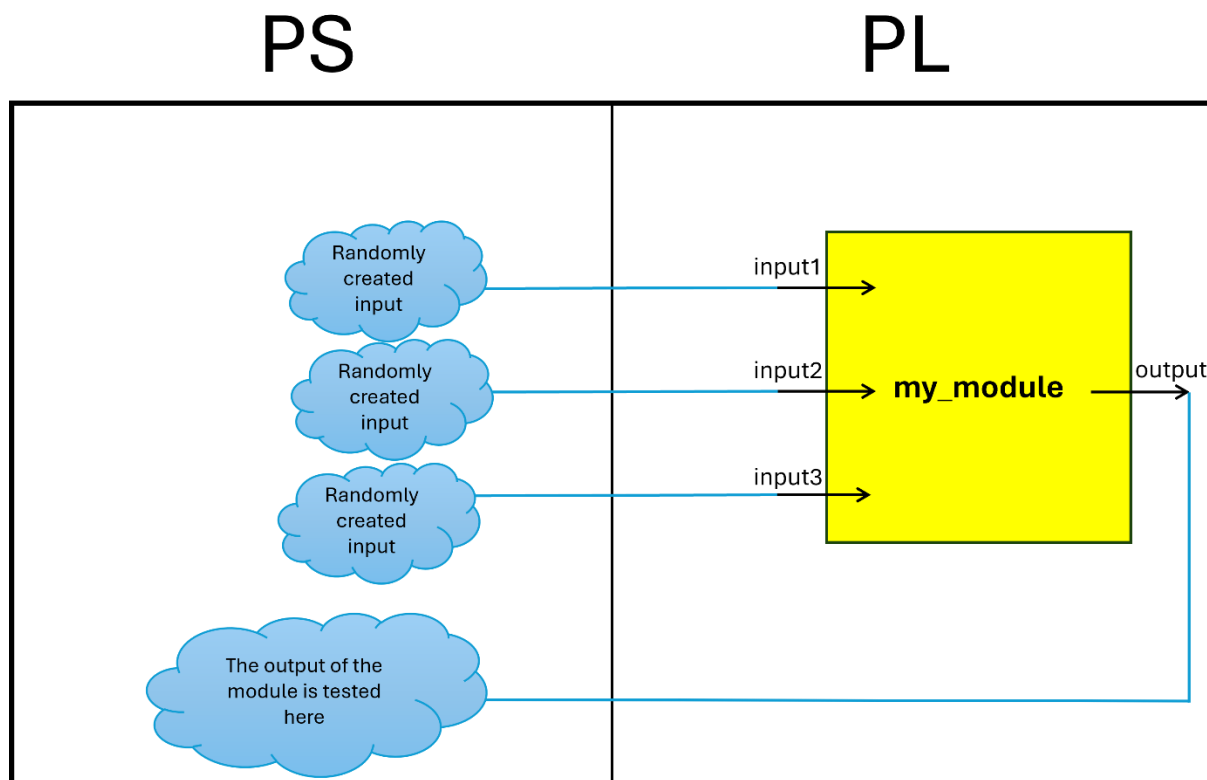 PS
PL
Randomly
created
input
input1
Randomly
created
input
input2
my_module
output
Randomly
created
input
input3
The output of the
module is tested
here